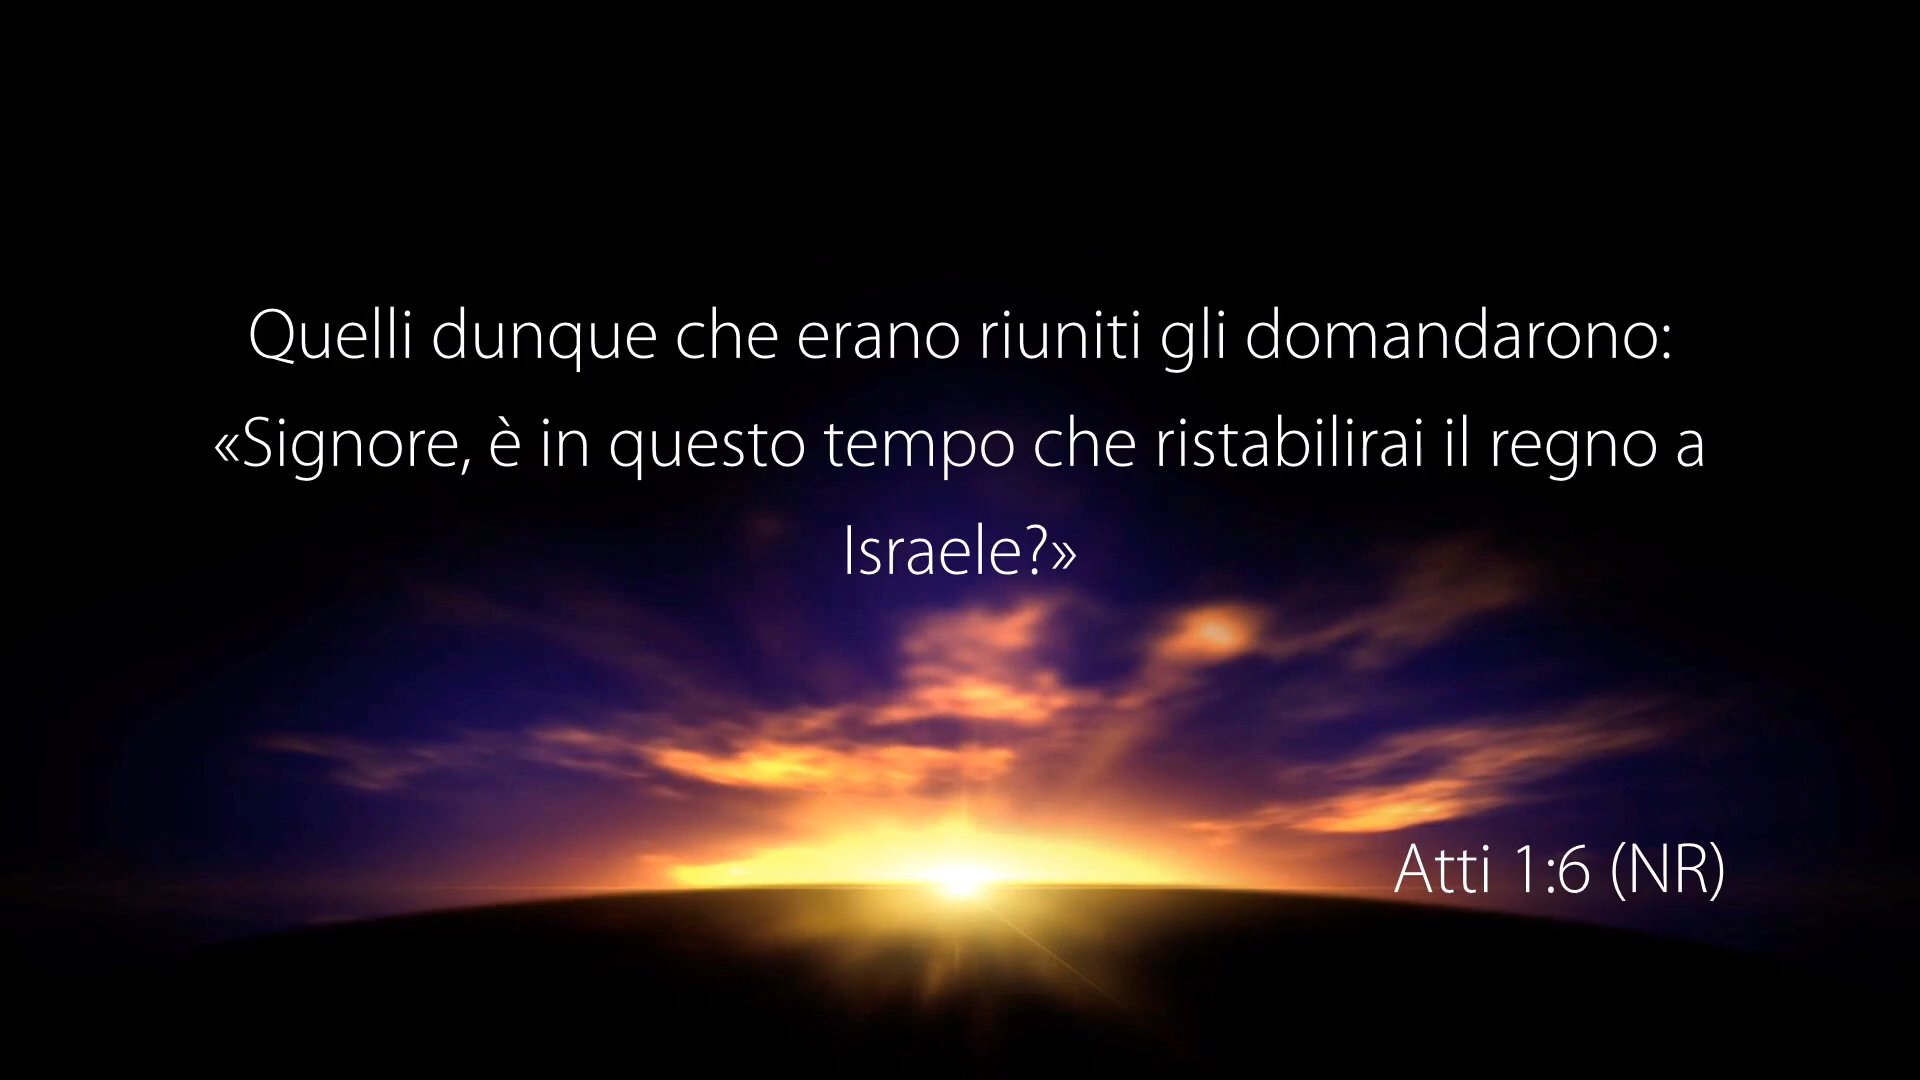 Quelli dunque che erano riuniti gli domandarono:
«Signore, è in questo tempo che ristabilirai il regno a
Israele?»
Atti 1:6 (NR)